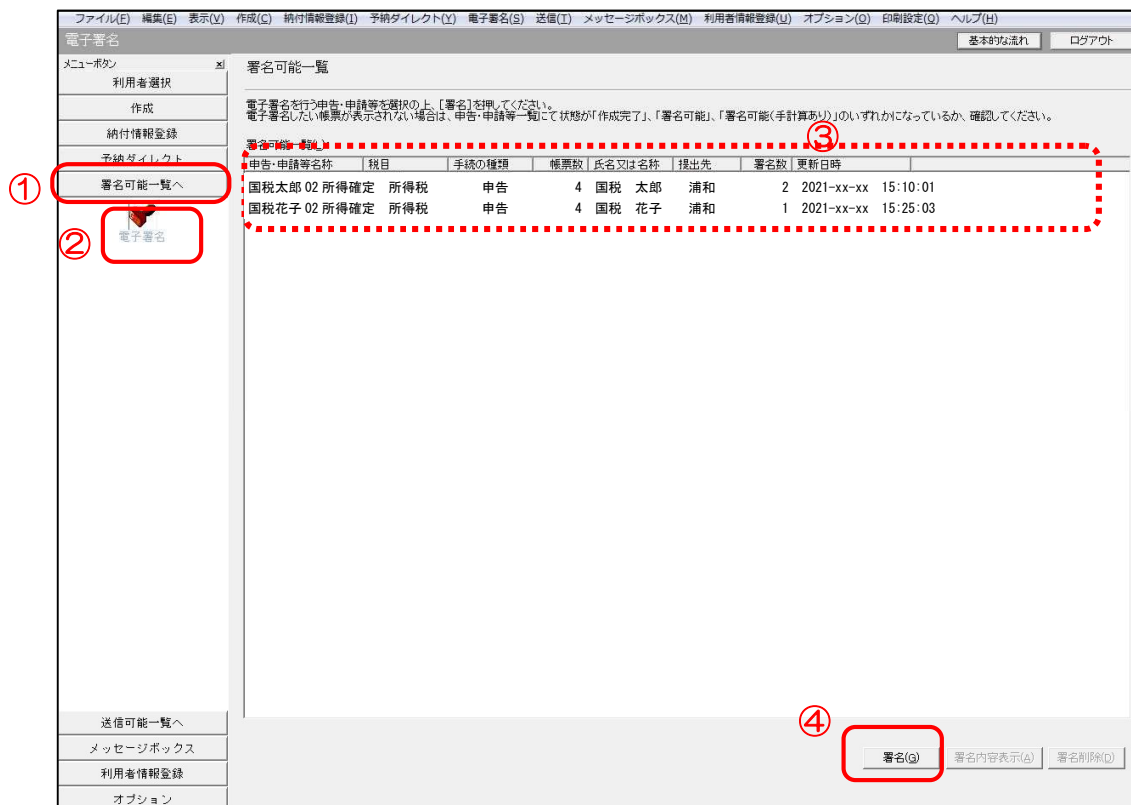 ファイル(F) 編集(E) 表示(V) 作成(C) 納付情報登録(I) 予納ダイレクト(Y) 電子署名(S) 送信(T) メッセージボックス(M) 利用者情報登録(U) オプション(O) 印刷設定(Q) ヘルプ(H)
電子署名 基本的な流れ ログアウト
メニューボタン x 署名可能一覧
利用者選択
作成
納付情報登録
予納ダイレクト
① 署名可能一覧へ
② 電子署名
電子署名を行う申告・申請等を選択の上、[署名]を押してください。
電子署名したい帳票が表示されない場合は、申告・申請等一覧にて状態が「作成完了」、「署名可能」、「署名可能(手計算あり)」のいずれかになっているか、確認してください。
③
署名可能一覧(L)
申告・申請等名称 税目 手続の種類 帳票数 氏名又は名称 提出先 署名数 更新日時
国税太郎 02 所得確定 所得税 申告 4 国税 太郎 浦和 2 2021-xx-xx 15:10:01
国税花子 02 所得確定 所得税 申告 4 国税 花子 浦和 1 2021-xx-xx 15:25:03
送信可能一覧へ
メッセージボックス
利用者情報登録
オプション
④
署名(G) 署名内容表示(A) 署名削除(D)